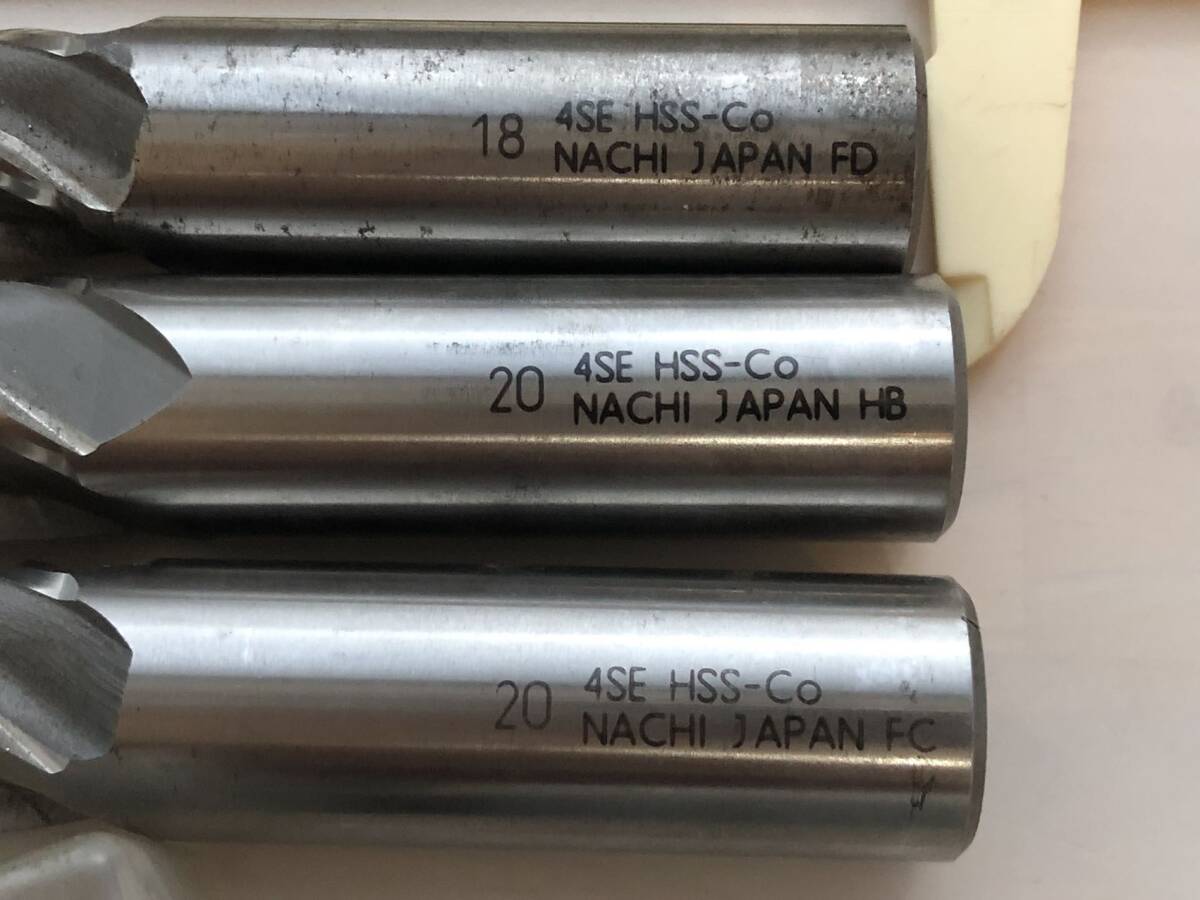 18 4SE HSS-Co
NACHI JAPAN FD
20 4SE HSS-Co
NACHI JAPAN HB
20 4SE HSS-Co
NACHI JAPAN FC